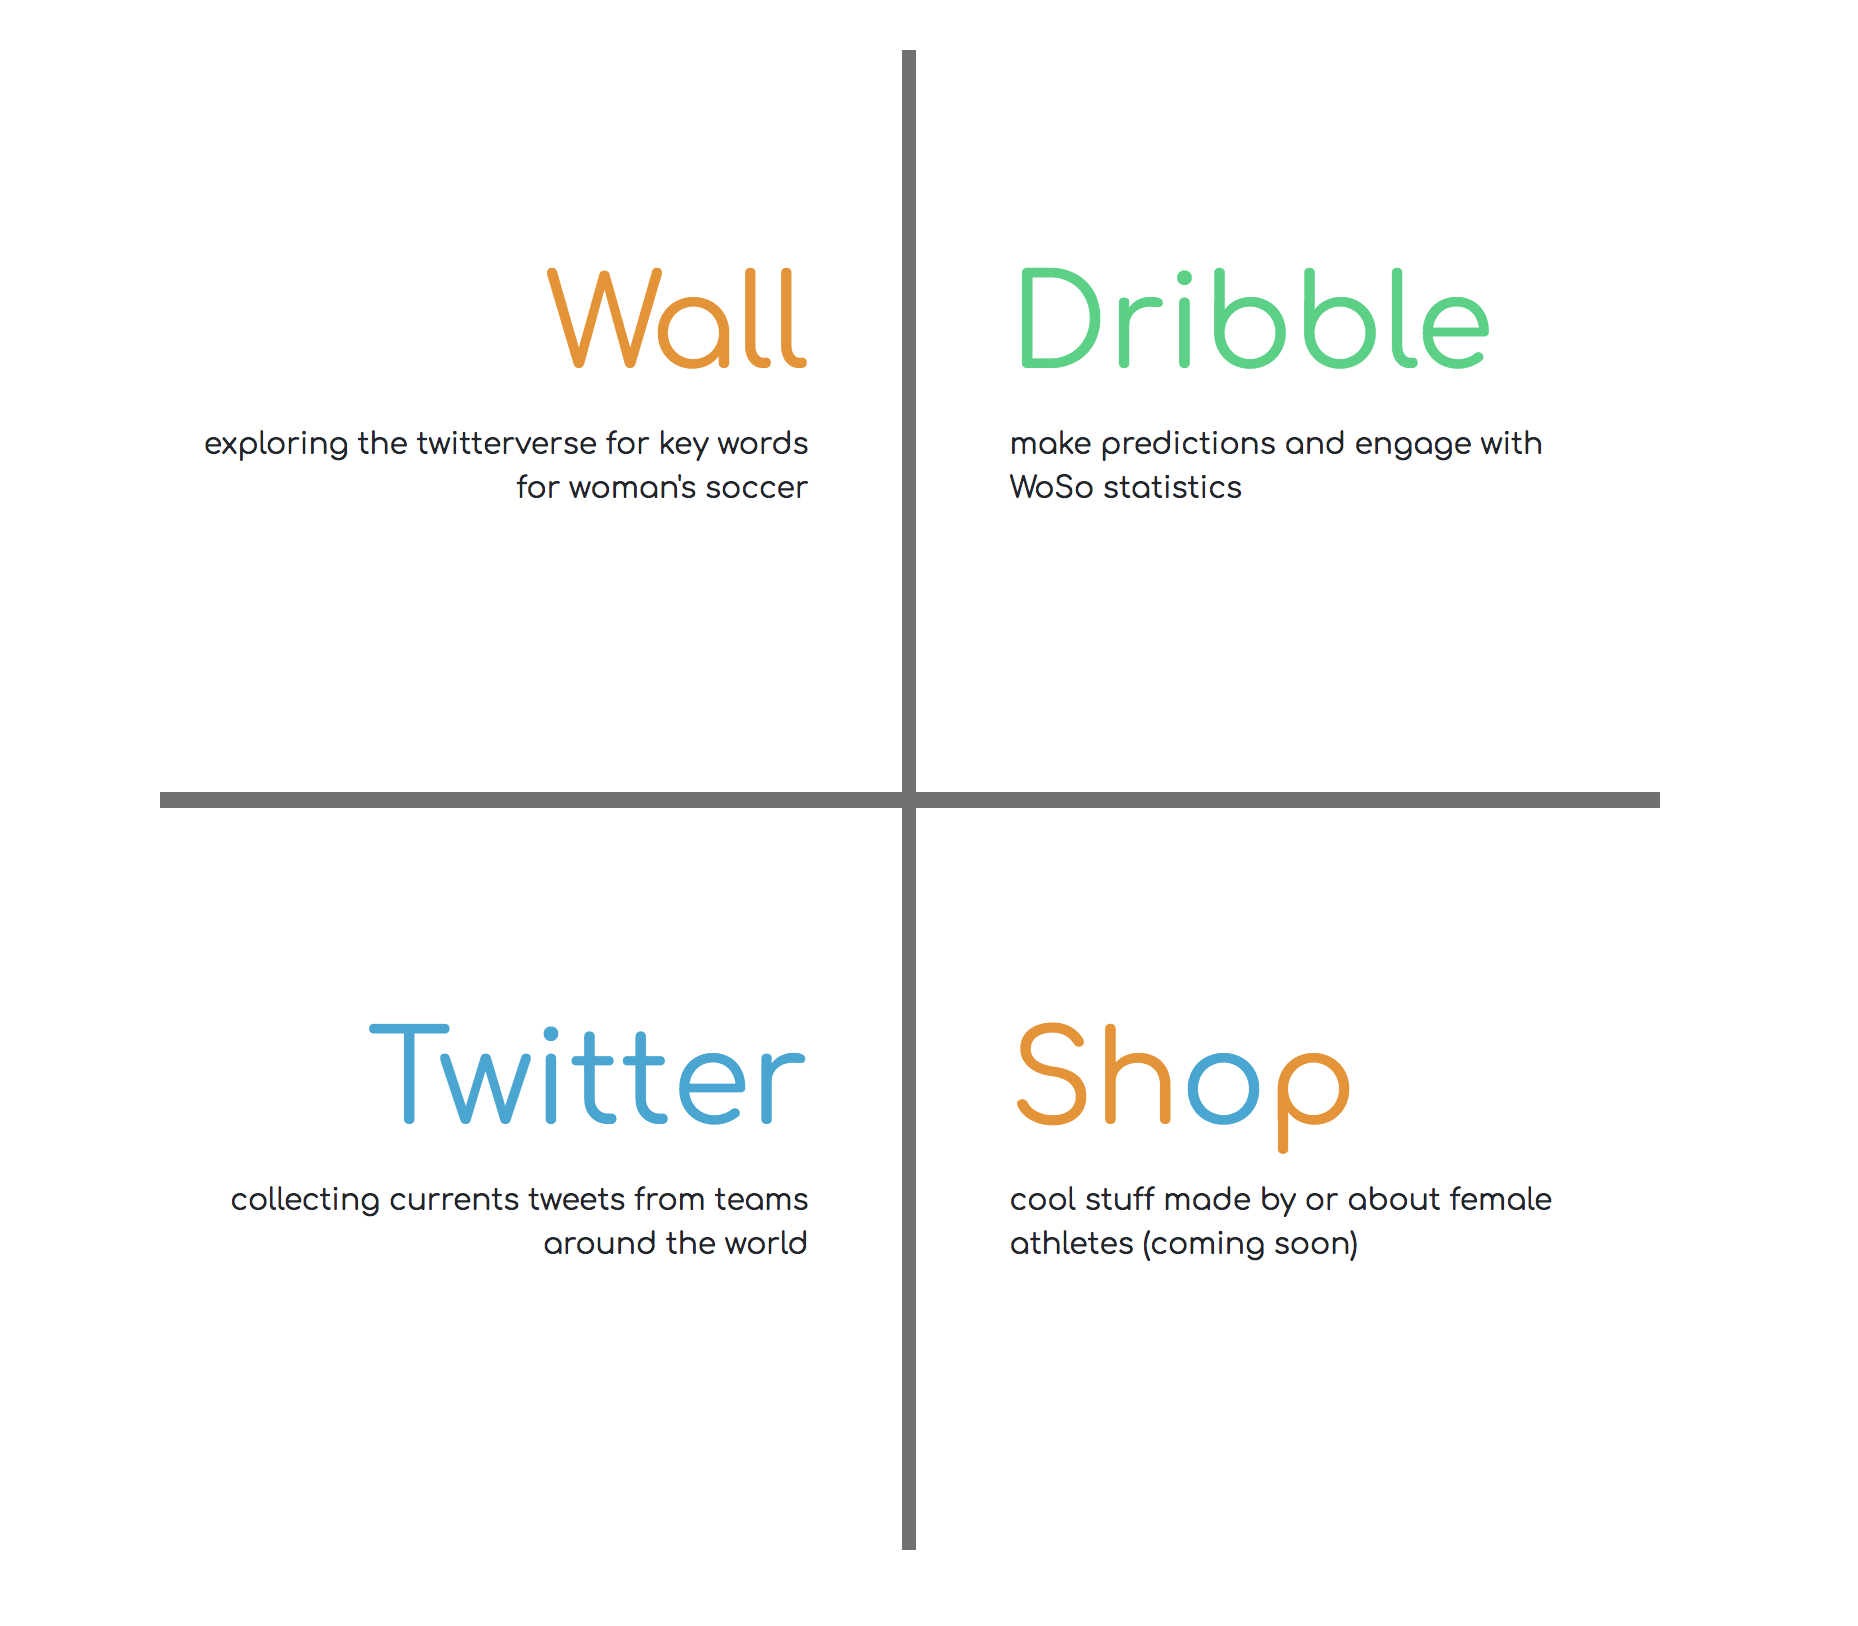 Wall
exploring the twitterverse for key words
for woman's soccer
Dribble
make predictions and engage with
WoSo statistics
Twitter
collecting currents tweets from teams
around the world
Shop
cool stuff made by or about female
athletes (coming soon)